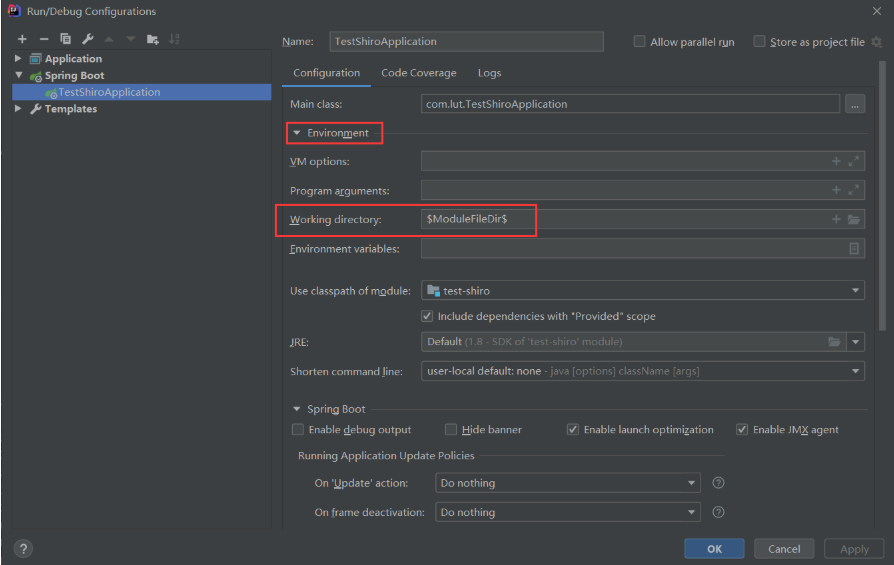 Run/Debug Configurations
Application
Spring Boot
TestShiroApplication
Templates
Name: TestShiroApplication
Allow parallel run
Store as project file
Configuration Code Coverage Logs
Main class: com.lut.TestShiroApplication ...
Environment
VM options:
Program arguments:
Working directory: $ModuleFileDir$
Environment variables:
Use classpath of module: test-shiro
Include dependencies with "Provided" scope
JRE: Default (1.8 - SDK of 'test-shiro' module)
Shorten command line: user-local default: none - java [options] className [args]
Spring Boot
Enable debug output Hide banner Enable launch optimization Enable JMX agent
Running Application Update Policies
On 'Update' action: Do nothing ?
On frame deactivation: Do nothing ?
? OK Cancel Apply